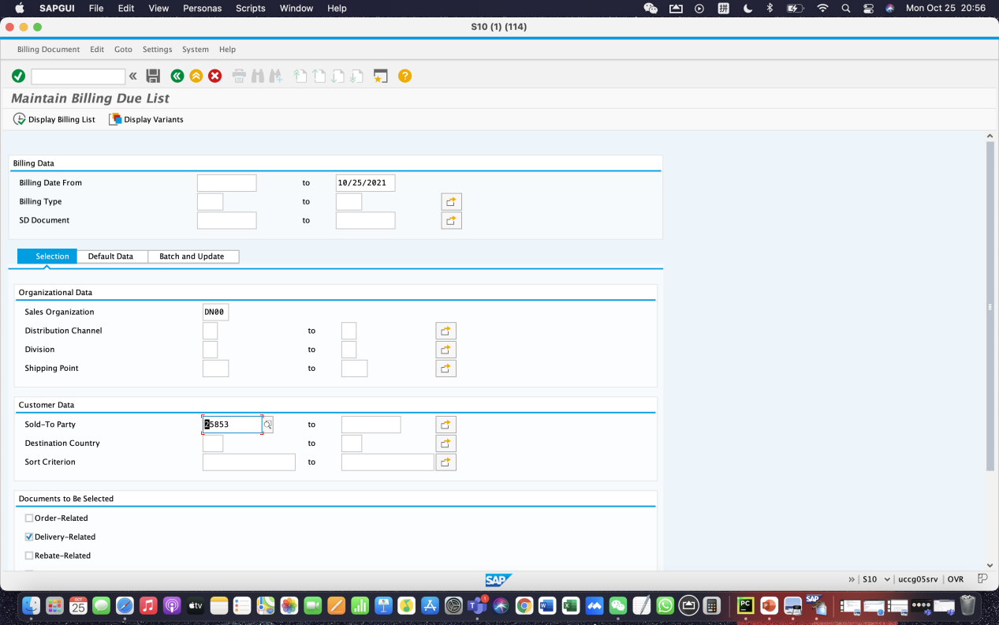 SAPGUI File Edit View Personas Scripts Window Help 拼 Mon Oct 25 20:56
S10 (1) (114)
Billing Document Edit Goto Settings System Help
Maintain Billing Due List
Display Billing List Display Variants
Billing Data
Billing Date From to 10/25/2021
Billing Type to
SD Document to
Selection Default Data Batch and Update
Organizational Data
Sales Organization DN00
Distribution Channel to
Division to
Shipping Point to
Customer Data
Sold-To Party 25853 to
Destination Country to
Sort Criterion to
Documents to Be Selected
Order-Related
Delivery-Related
Rebate-Related
SAP S10 uccg05srv OVR
OCT 25 tv 1 PC SAP